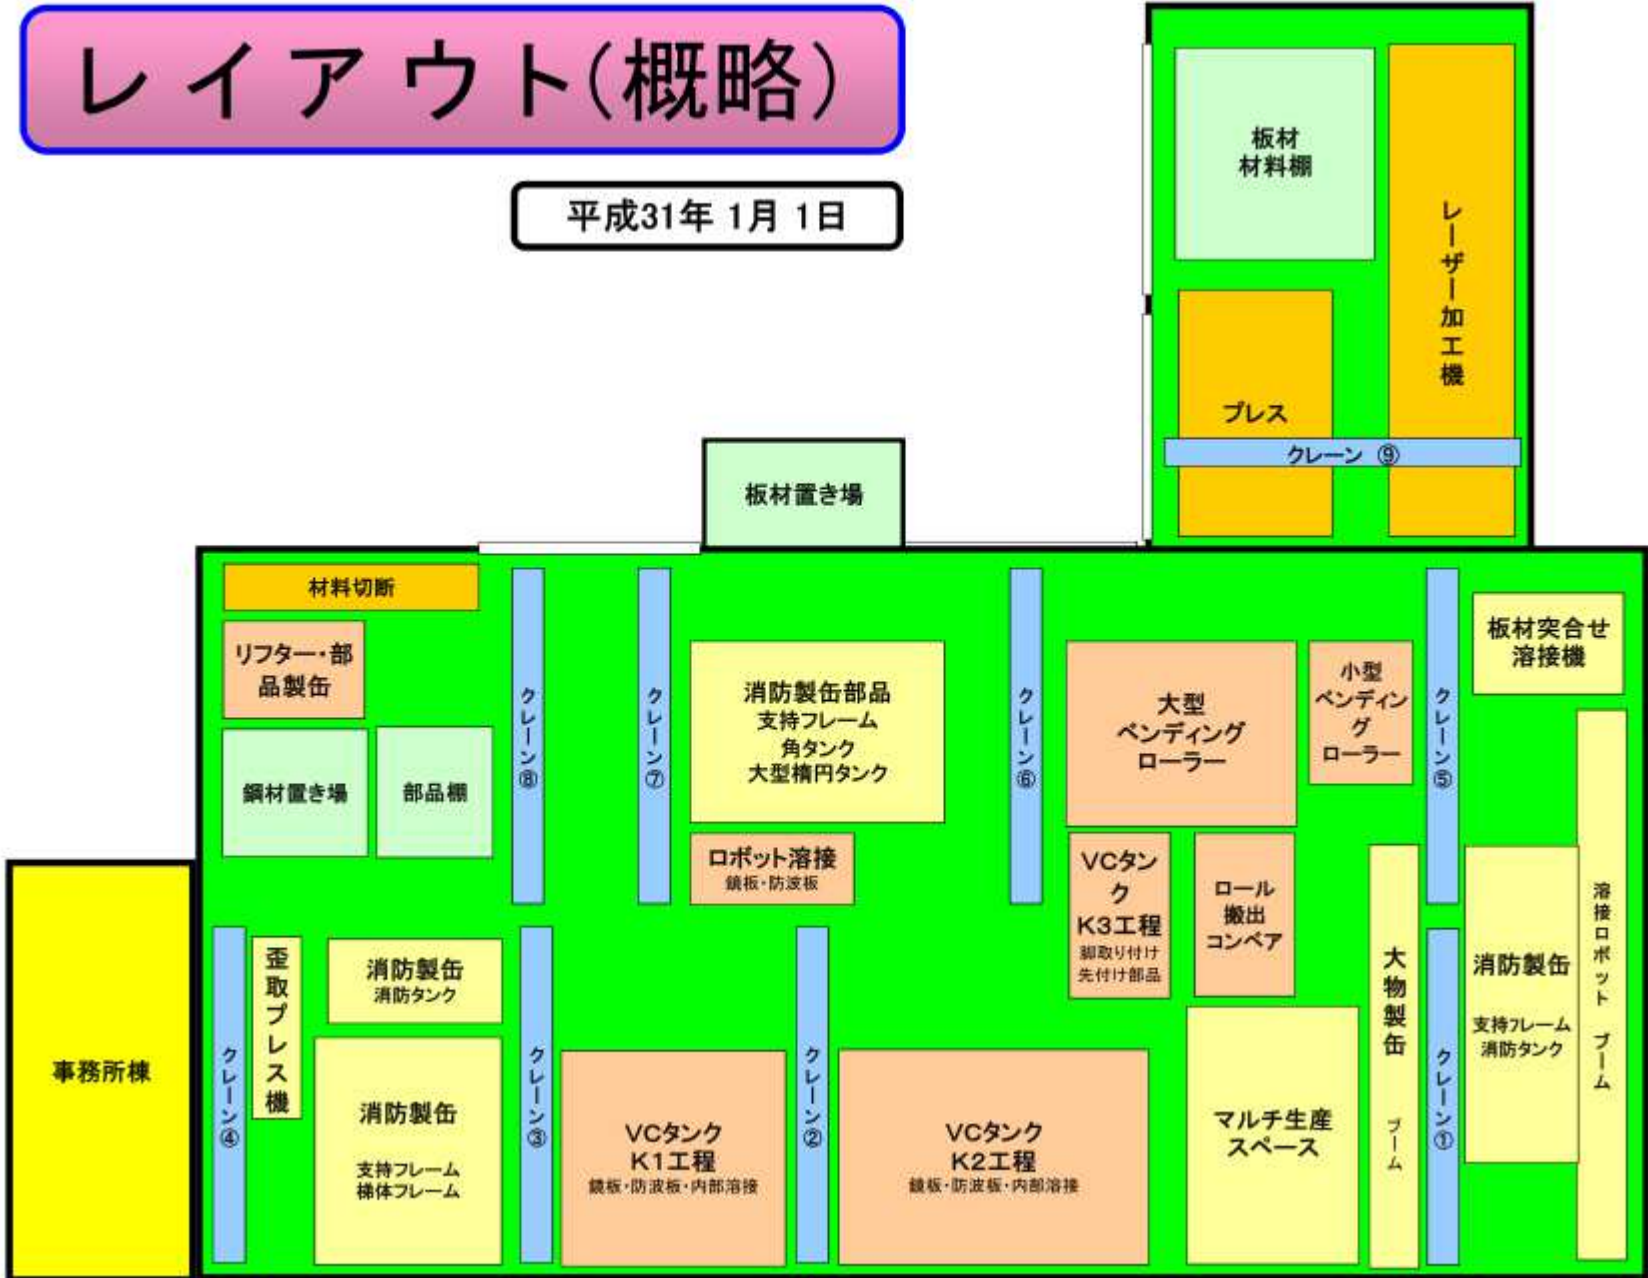 レイアウト(概略)
平成31年 1月 1日
板材
材料棚
レーザー加工機
プレス
クレーン ⑨
板材置き場
材料切断
リフター・部
品製缶
鋼材置き場
部品棚
クレーン⑧
クレーン⑦
消防製缶部品
支持フレーム
角タンク
大型楕円タンク
ロボット溶接
鏡板・防波板
クレーン⑥
大型
ベンディング
ローラー
小型
ベンディン
グ
ローラー
クレーン⑤
板材突合せ
溶接機
VCタン
ク
K3工程
脚取り付け
先付け部品
ロール
搬出
コンベア
大物製缶 ブーム
消防製缶
支持フレーム
消防タンク
溶接ロボット ブーム
事務所棟
クレーン④
歪取プレス機
消防製缶
消防タンク
消防製缶
支持フレーム
梯体フレーム
クレーン③
VCタンク
K1工程
鏡板・防波板・内部溶接
クレーン②
VCタンク
K2工程
鏡板・防波板・内部溶接
マルチ生産
スペース
クレーン①